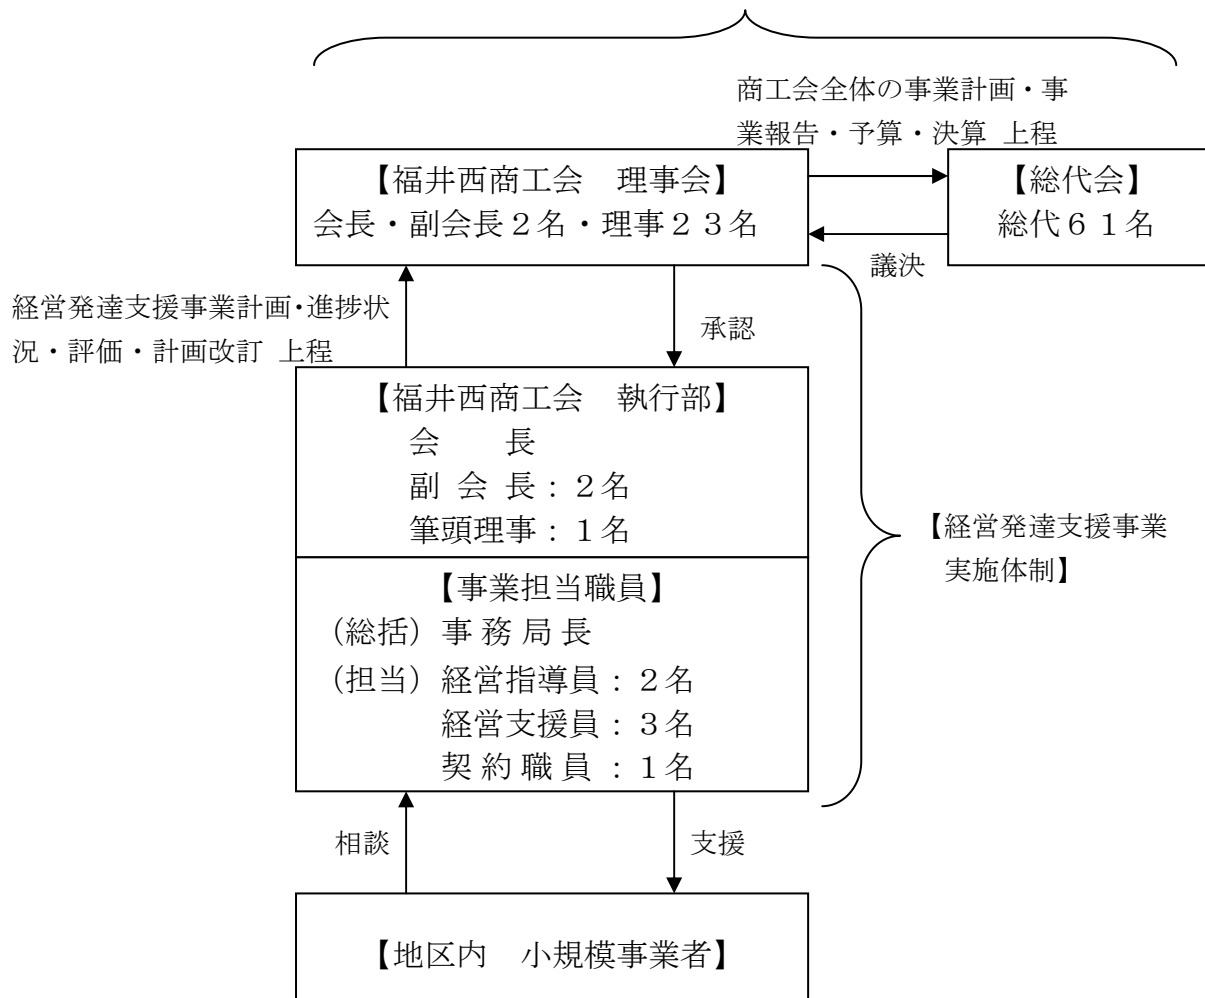 商工会全体の事業計画・事
業報告・予算・決算 上程
【福井西商工会　理事会】
会長・副会長２名・理事２３名
【総代会】
総代６１名
議決
経営発達支援事業計画・進捗状
況・評価・計画改訂 上程
承認
【福井西商工会　執行部】
会　　長
副 会 長：２名
筆頭理事：１名
【経営発達支援事業
実施体制】
【事業担当職員】
（総括）事 務 局 長
（担当）経営指導員：２名
経営支援員：３名
契 約 職 員 ：１名
相談
支援
【地区内　小規模事業者】